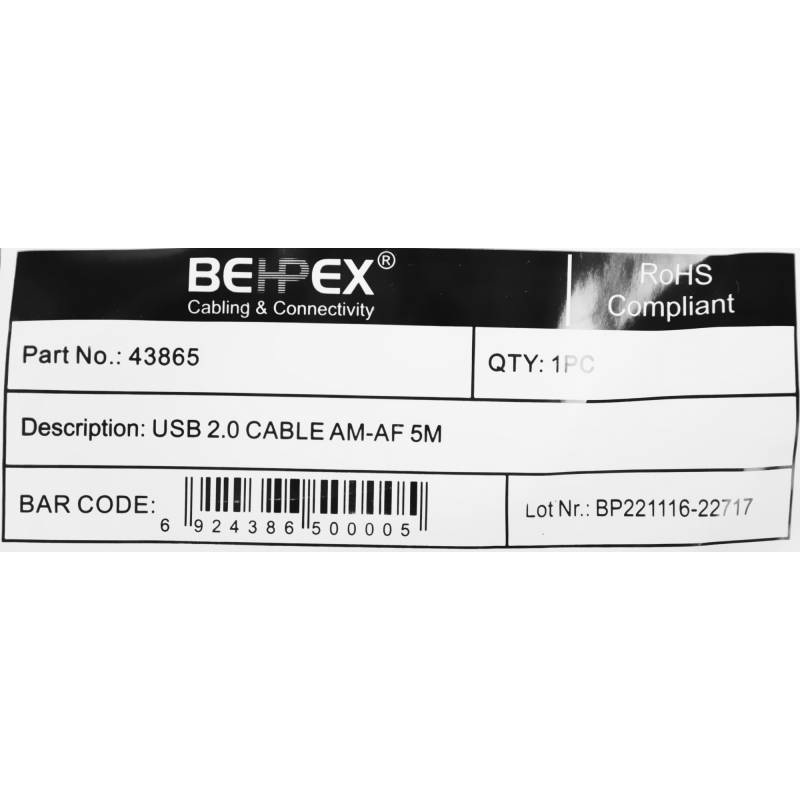 BEHPEX®
Cabling & Connectivity
RoHS
Compliant
Part No.: 43865
QTY: 1PC
Description: USB 2.0 CABLE AM-AF 5M
BAR CODE:
6 924386 500005
Lot Nr.: BP221116-22717